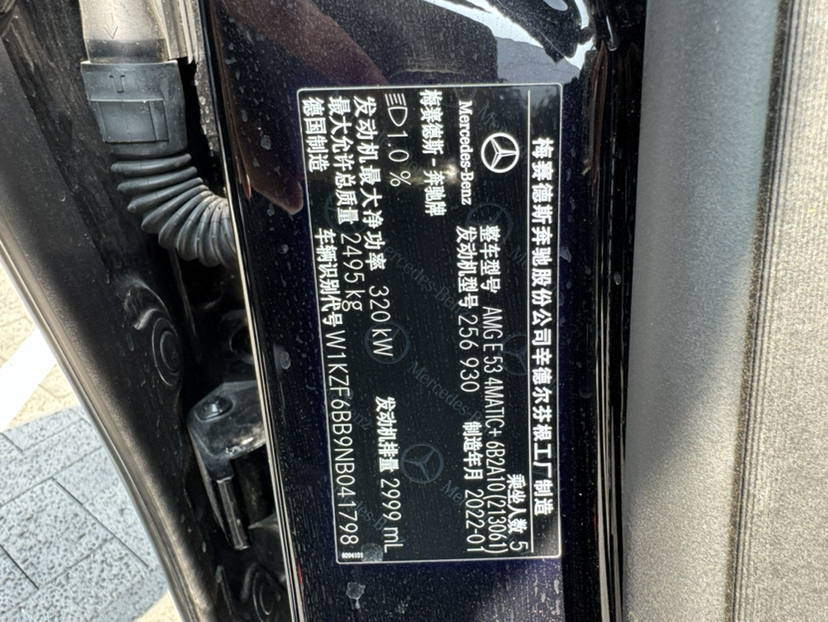 梅赛德斯奔驰股份公司辛德尔芬根工厂制造
Mercedes-Benz
梅赛德斯-奔驰牌
乘坐人数 5
整车型号 AMG E 53 4MATIC+ 6B2A10(213061)
发动机型号 256 930
制造年月 2022-01
1.0 %
发动机最大净功率 320 kW
发动机排量 2999 mL
最大允许总质量 2495 kg
德国制造
车辆识别代号 W1KZF6BB9NB041798